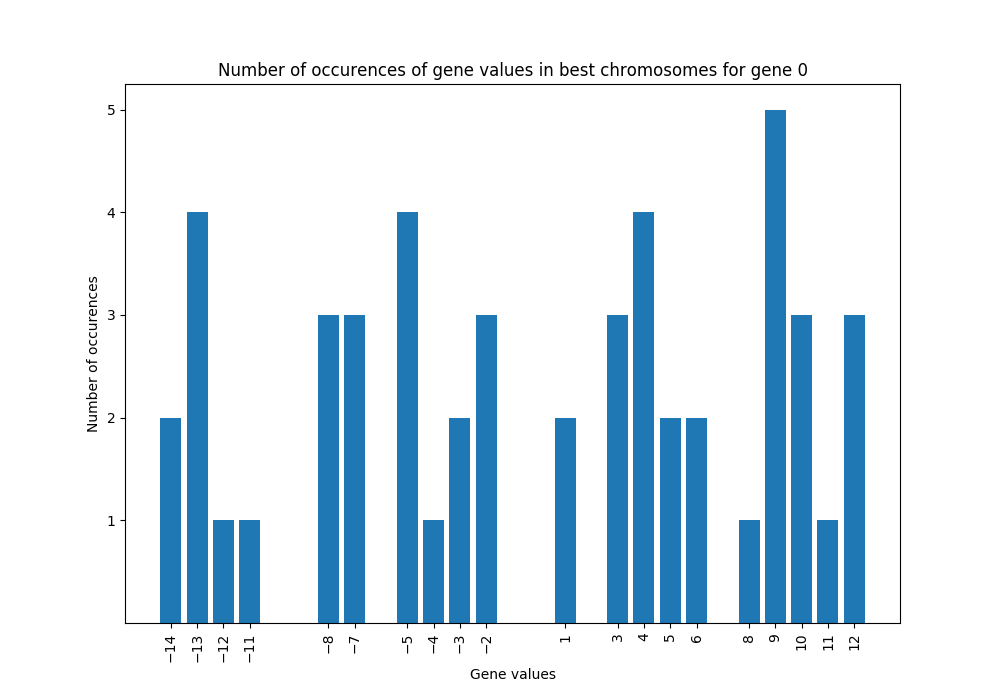 Number of occurences of gene values in best chromosomes for gene 0
5
4
3
2
1
Number of occurences
−14 −13 −12 −11 −8 −7 −5 −4 −3 −2 1 3 4 5 6 8 9 10 11 12
Gene values